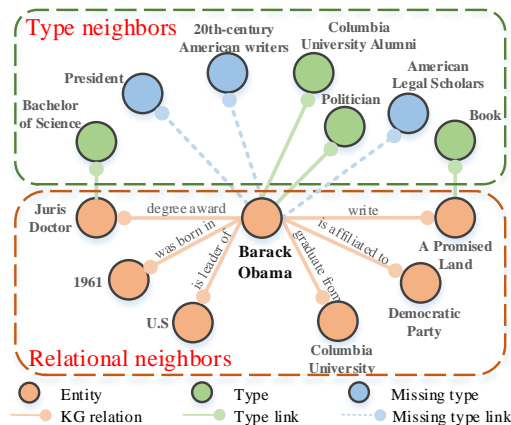 Type neighbors
20th-century
American writers
Columbia
University Alumni
President
American
Legal Scholars
Bachelor
of Science
Politician
Book
Juris
Doctor
degree award
write
was born in
is leader of
graduate from
is affiliated to
Barack
Obama
A Promised
Land
1961
U.S
Columbia
University
Democratic
Party
Relational neighbors
Entity
Type
Missing type
KG relation
Type link
Missing type link